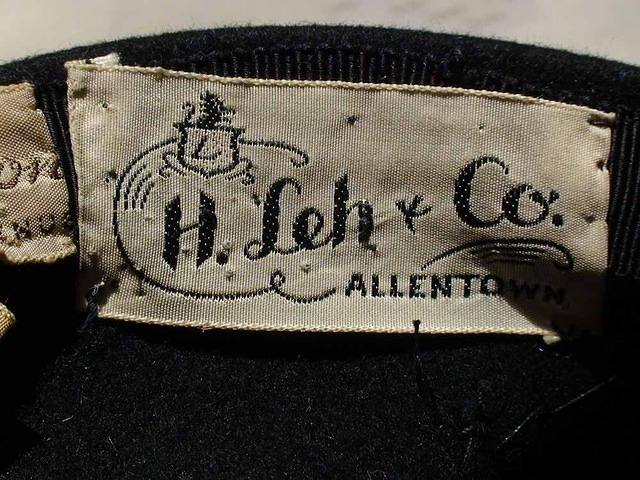 H. Leh & Co.
ALLENTOWN,